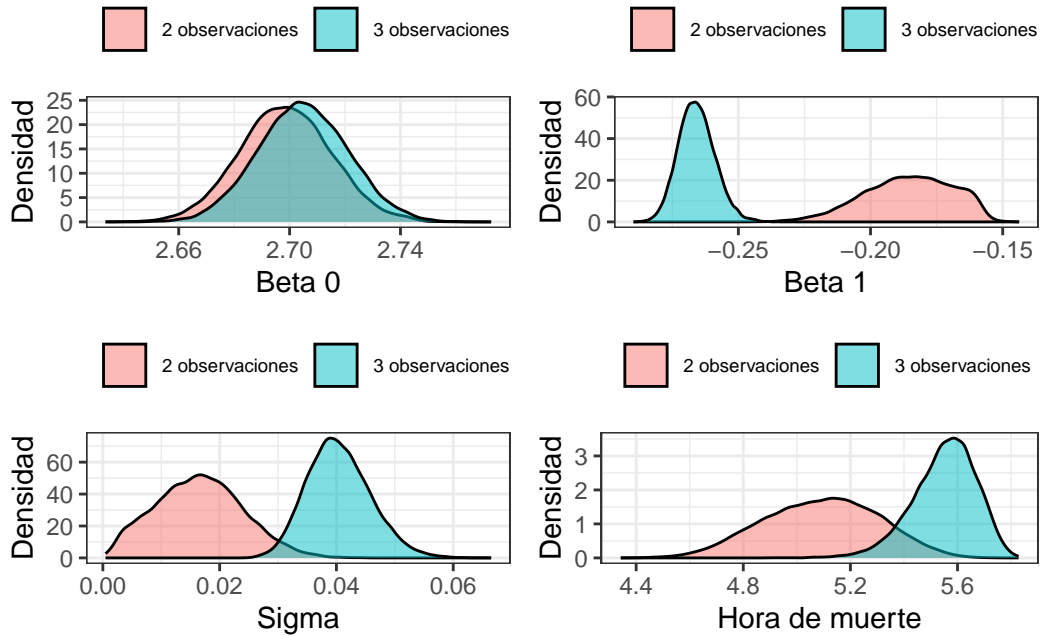 2 observaciones 3 observaciones
Densidad
25
20
15
10
5
0
2.66 2.70 2.74
Beta 0
2 observaciones 3 observaciones
Densidad
60
40
20
0
−0.25 −0.20 −0.15
Beta 1
2 observaciones 3 observaciones
Densidad
60
40
20
0
0.00 0.02 0.04 0.06
Sigma
2 observaciones 3 observaciones
Densidad
3
2
1
0
4.4 4.8 5.2 5.6
Hora de muerte